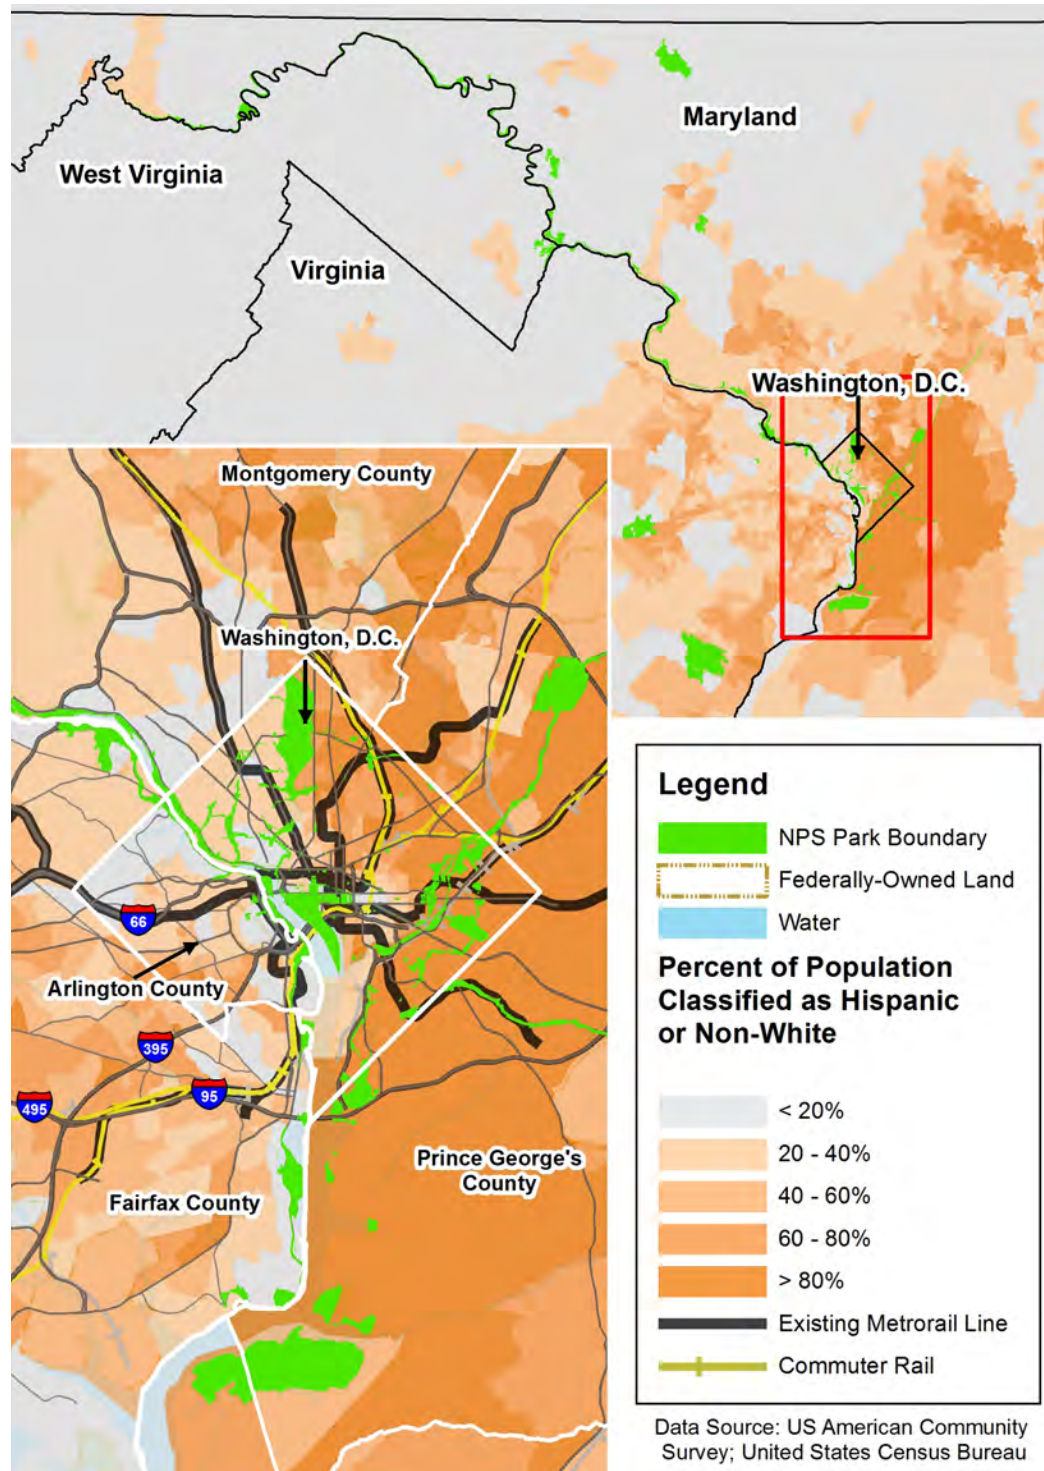 Maryland
West Virginia
Virginia
Washington, D.C.
Montgomery County
Washington, D.C.
66
Arlington County
395
95
495
Prince George's
County
Fairfax County
Legend
NPS Park Boundary
Federally-Owned Land
Water
Percent of Population
Classified as Hispanic
or Non-White
< 20%
20 - 40%
40 - 60%
60 - 80%
> 80%
Existing Metrorail Line
Commuter Rail
Data Source: US American Community
Survey; United States Census Bureau